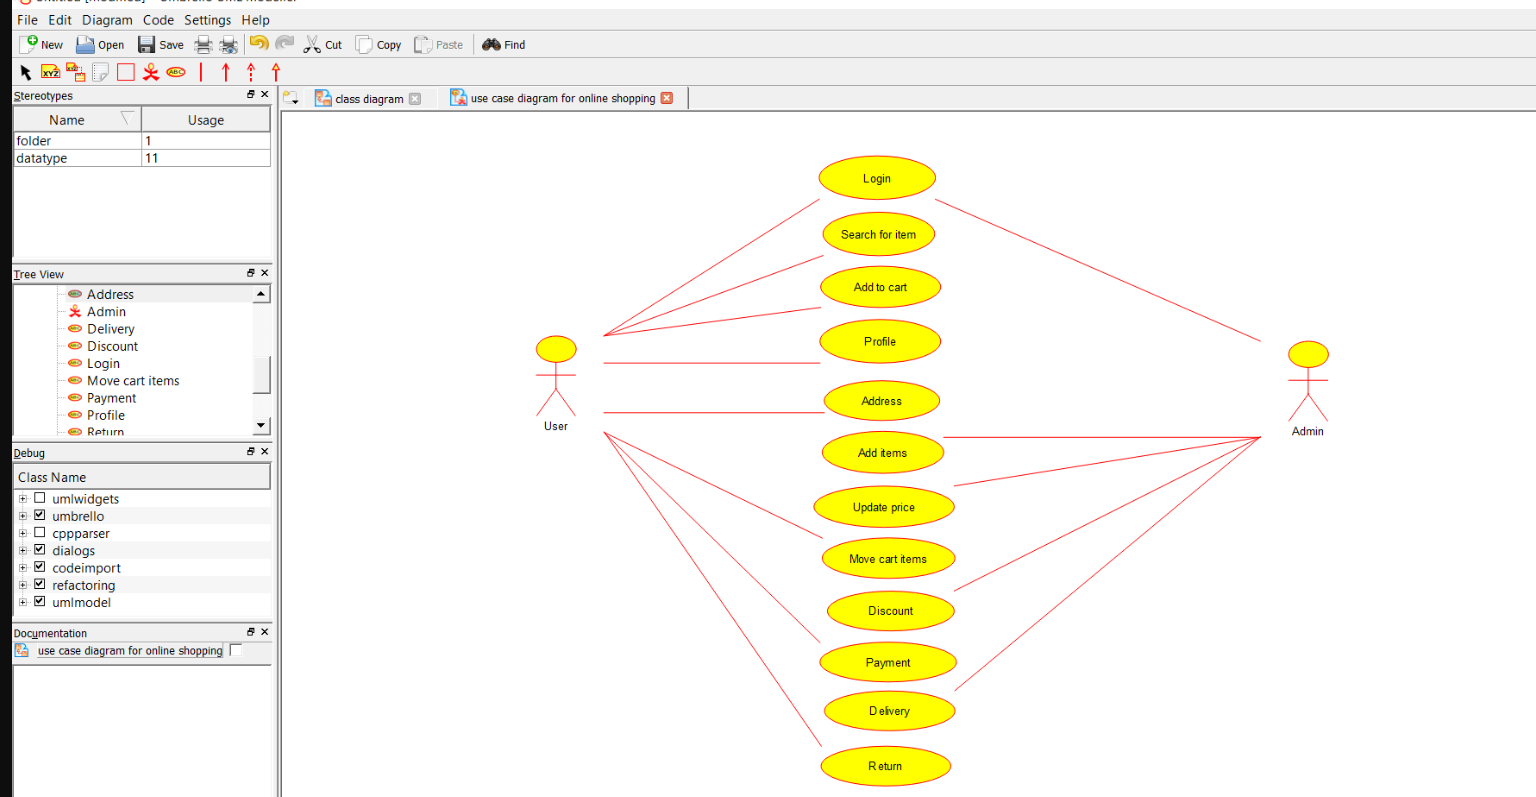 File Edit Diagram Code Settings Help
New Open Save Cut Copy Paste Find
XYZ ABC
Stereotypes
Name Usage
folder 1
datatype 11
Tree View
Address
Admin
Delivery
Discount
Login
Move cart items
Payment
Profile
Return
Debug
Class Name
umlwidgets
umbrello
cppparser
dialogs
codeimport
refactoring
umlmodel
Documentation
use case diagram for online shopping
class diagram use case diagram for online shopping
Login
Search for item
Add to cart
Profile
Address
Add items
Update price
Move cart items
Discount
Payment
Delivery
Return
User
Admin